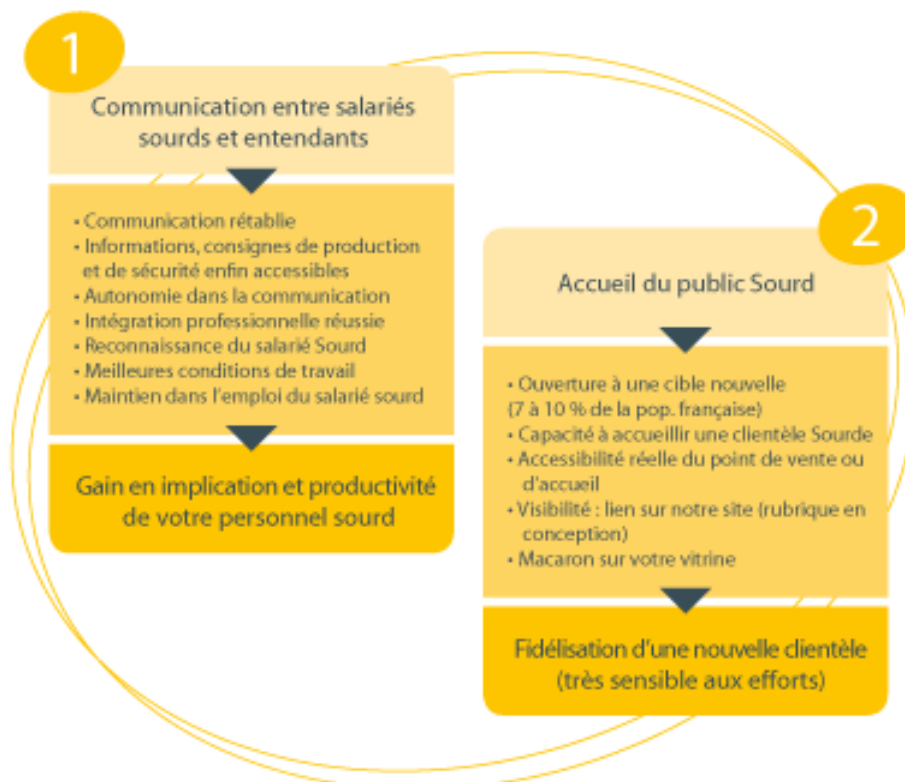 1
Communication entre salariés
sourds et entendants
• Communication rétablie
• Informations, consignes de production
et de sécurité enfin accessibles
• Autonomie dans la communication
• Intégration professionnelle réussie
• Reconnaissance du salarié Sourd
• Meilleures conditions de travail
• Maintien dans l'emploi du salarié sourd
Gain en implication et productivité
de votre personnel sourd
2
Accueil du public Sourd
• Ouverture à une cible nouvelle
(7 à 10 % de la pop. française)
• Capacité à accueillir une clientèle Sourde
• Accessibilité réelle du point de vente ou
d'accueil
• Visibilité : lien sur notre site (rubrique en
conception)
• Macaron sur votre vitrine
Fidélisation d'une nouvelle clientèle
(très sensible aux efforts)